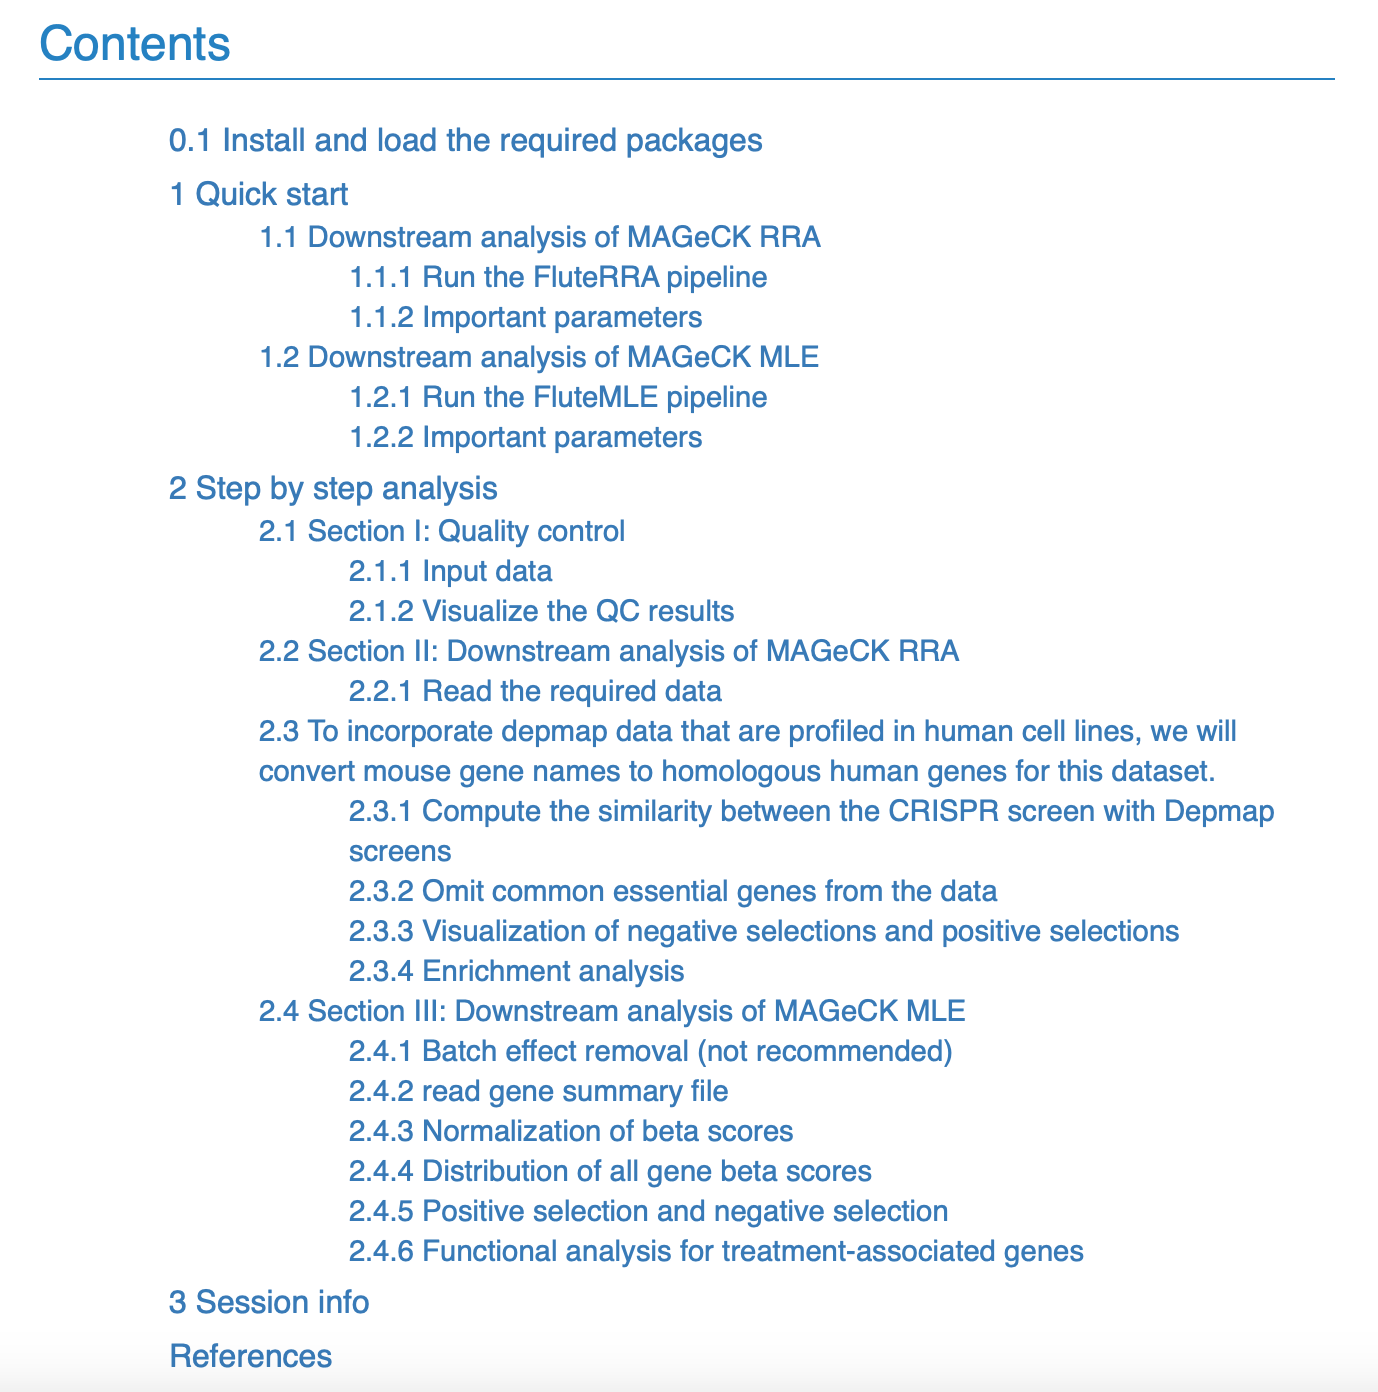 Contents
0.1 Install and load the required packages
1 Quick start
1.1 Downstream analysis of MAGeCK RRA
1.1.1 Run the FluteRRA pipeline
1.1.2 Important parameters
1.2 Downstream analysis of MAGeCK MLE
1.2.1 Run the FluteMLE pipeline
1.2.2 Important parameters
2 Step by step analysis
2.1 Section I: Quality control
2.1.1 Input data
2.1.2 Visualize the QC results
2.2 Section II: Downstream analysis of MAGeCK RRA
2.2.1 Read the required data
2.3 To incorporate depmap data that are profiled in human cell lines, we will
convert mouse gene names to homologous human genes for this dataset.
2.3.1 Compute the similarity between the CRISPR screen with Depmap
screens
2.3.2 Omit common essential genes from the data
2.3.3 Visualization of negative selections and positive selections
2.3.4 Enrichment analysis
2.4 Section III: Downstream analysis of MAGeCK MLE
2.4.1 Batch effect removal (not recommended)
2.4.2 read gene summary file
2.4.3 Normalization of beta scores
2.4.4 Distribution of all gene beta scores
2.4.5 Positive selection and negative selection
2.4.6 Functional analysis for treatment-associated genes
3 Session info
References